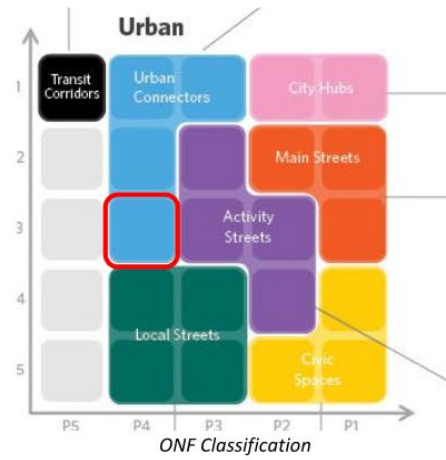 Urban
1
Transit
Corridors
Urban
Connectors
City Hubs
2
Main Streets
3
Activity
Streets
4
Local Streets
5
Civic
Spaces
P5 P4 P3 P2 P1
ONF Classification